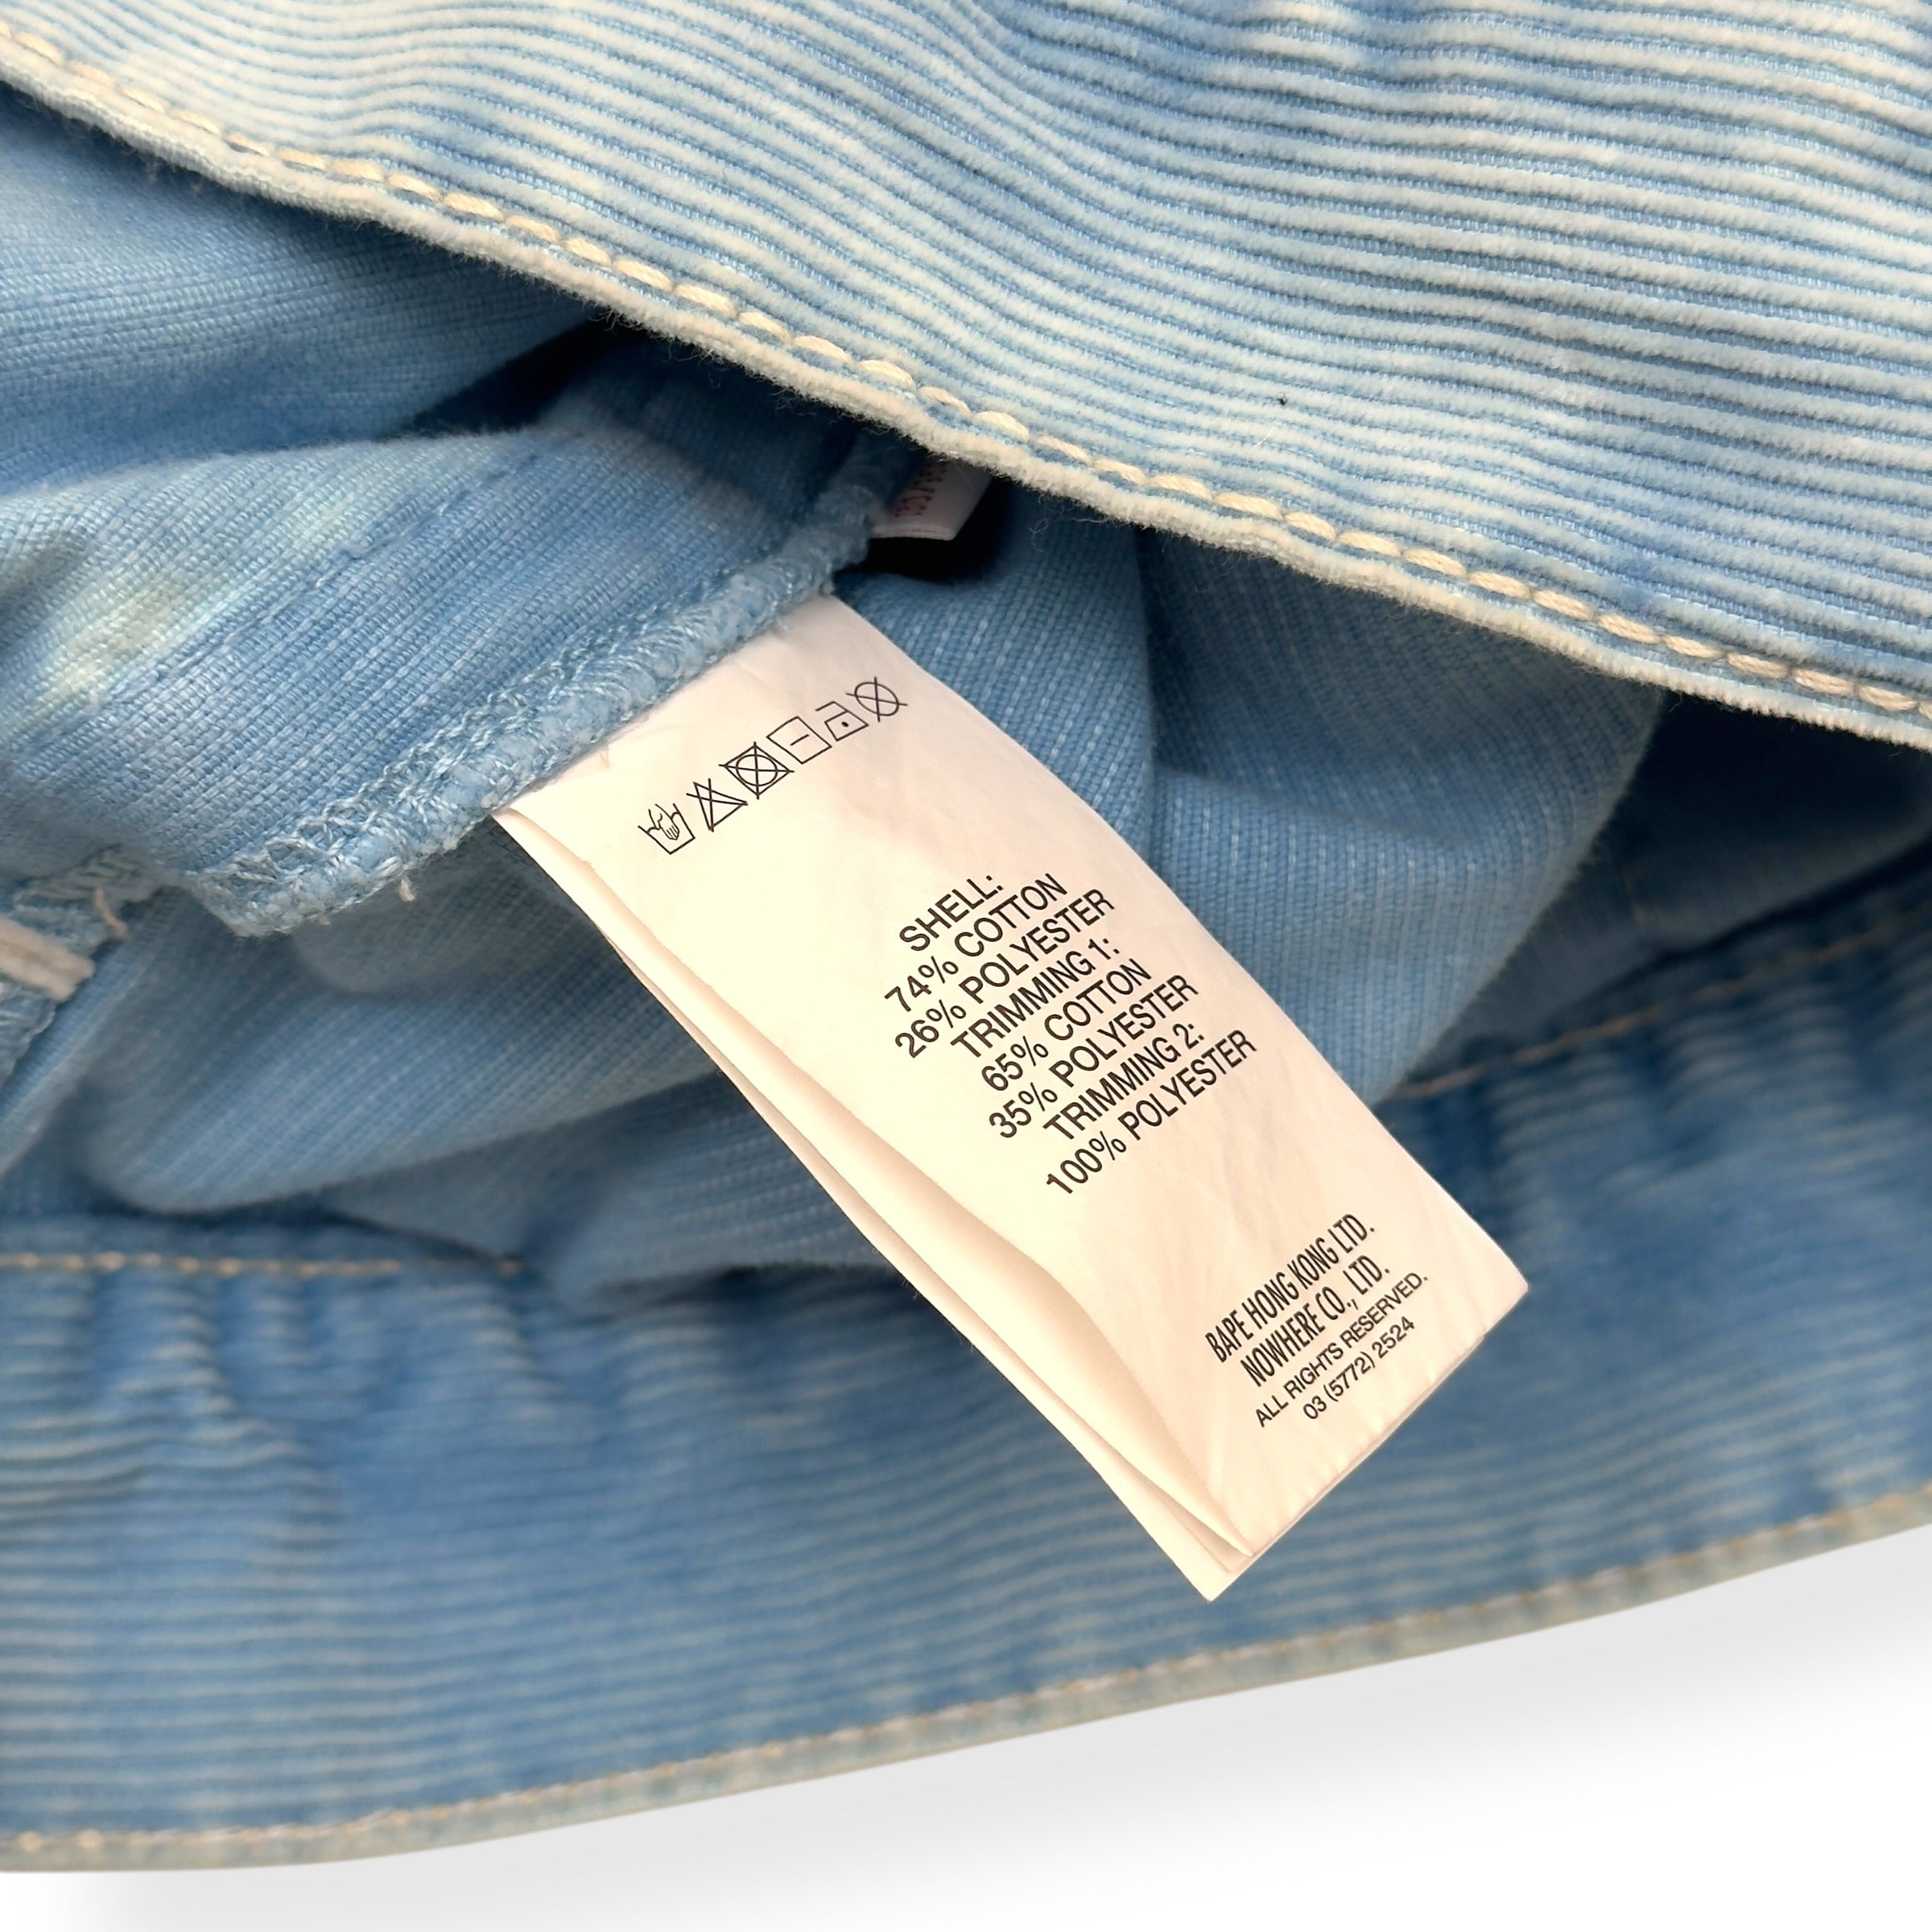 SHELL:
74% COTTON
26% POLYESTER
TRIMMING 1:
65% COTTON
35% POLYESTER
TRIMMING 2:
100% POLYESTER
BAPE HONG KONG LTD.
NOWHERE CO., LTD.
ALL RIGHTS RESERVED.
03 (5772) 2524